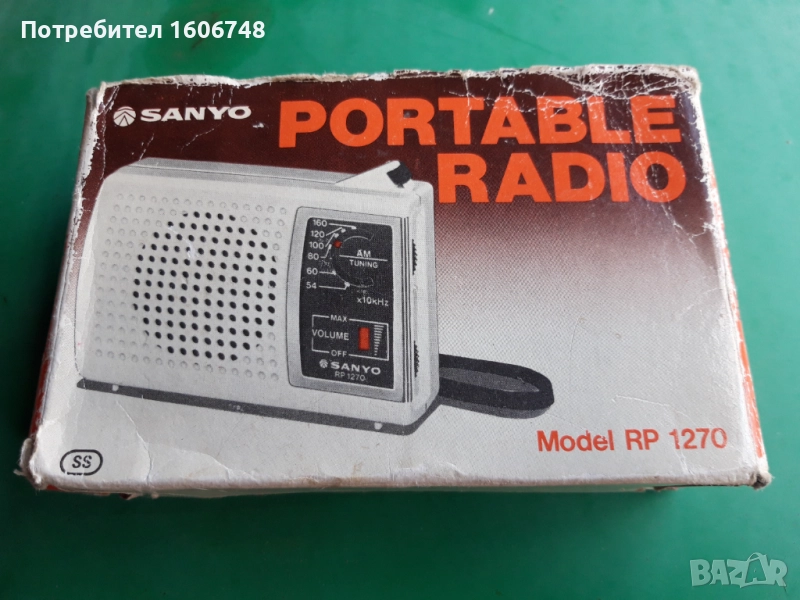 Потребител 1606748
SANYO
PORTABLE
RADIO
160
120
100
80
60
54
AM
TUNING
x10kHz
MAX
VOLUME
OFF
SANYO
RP 1270
SS
Model RP 1270
BAZAR